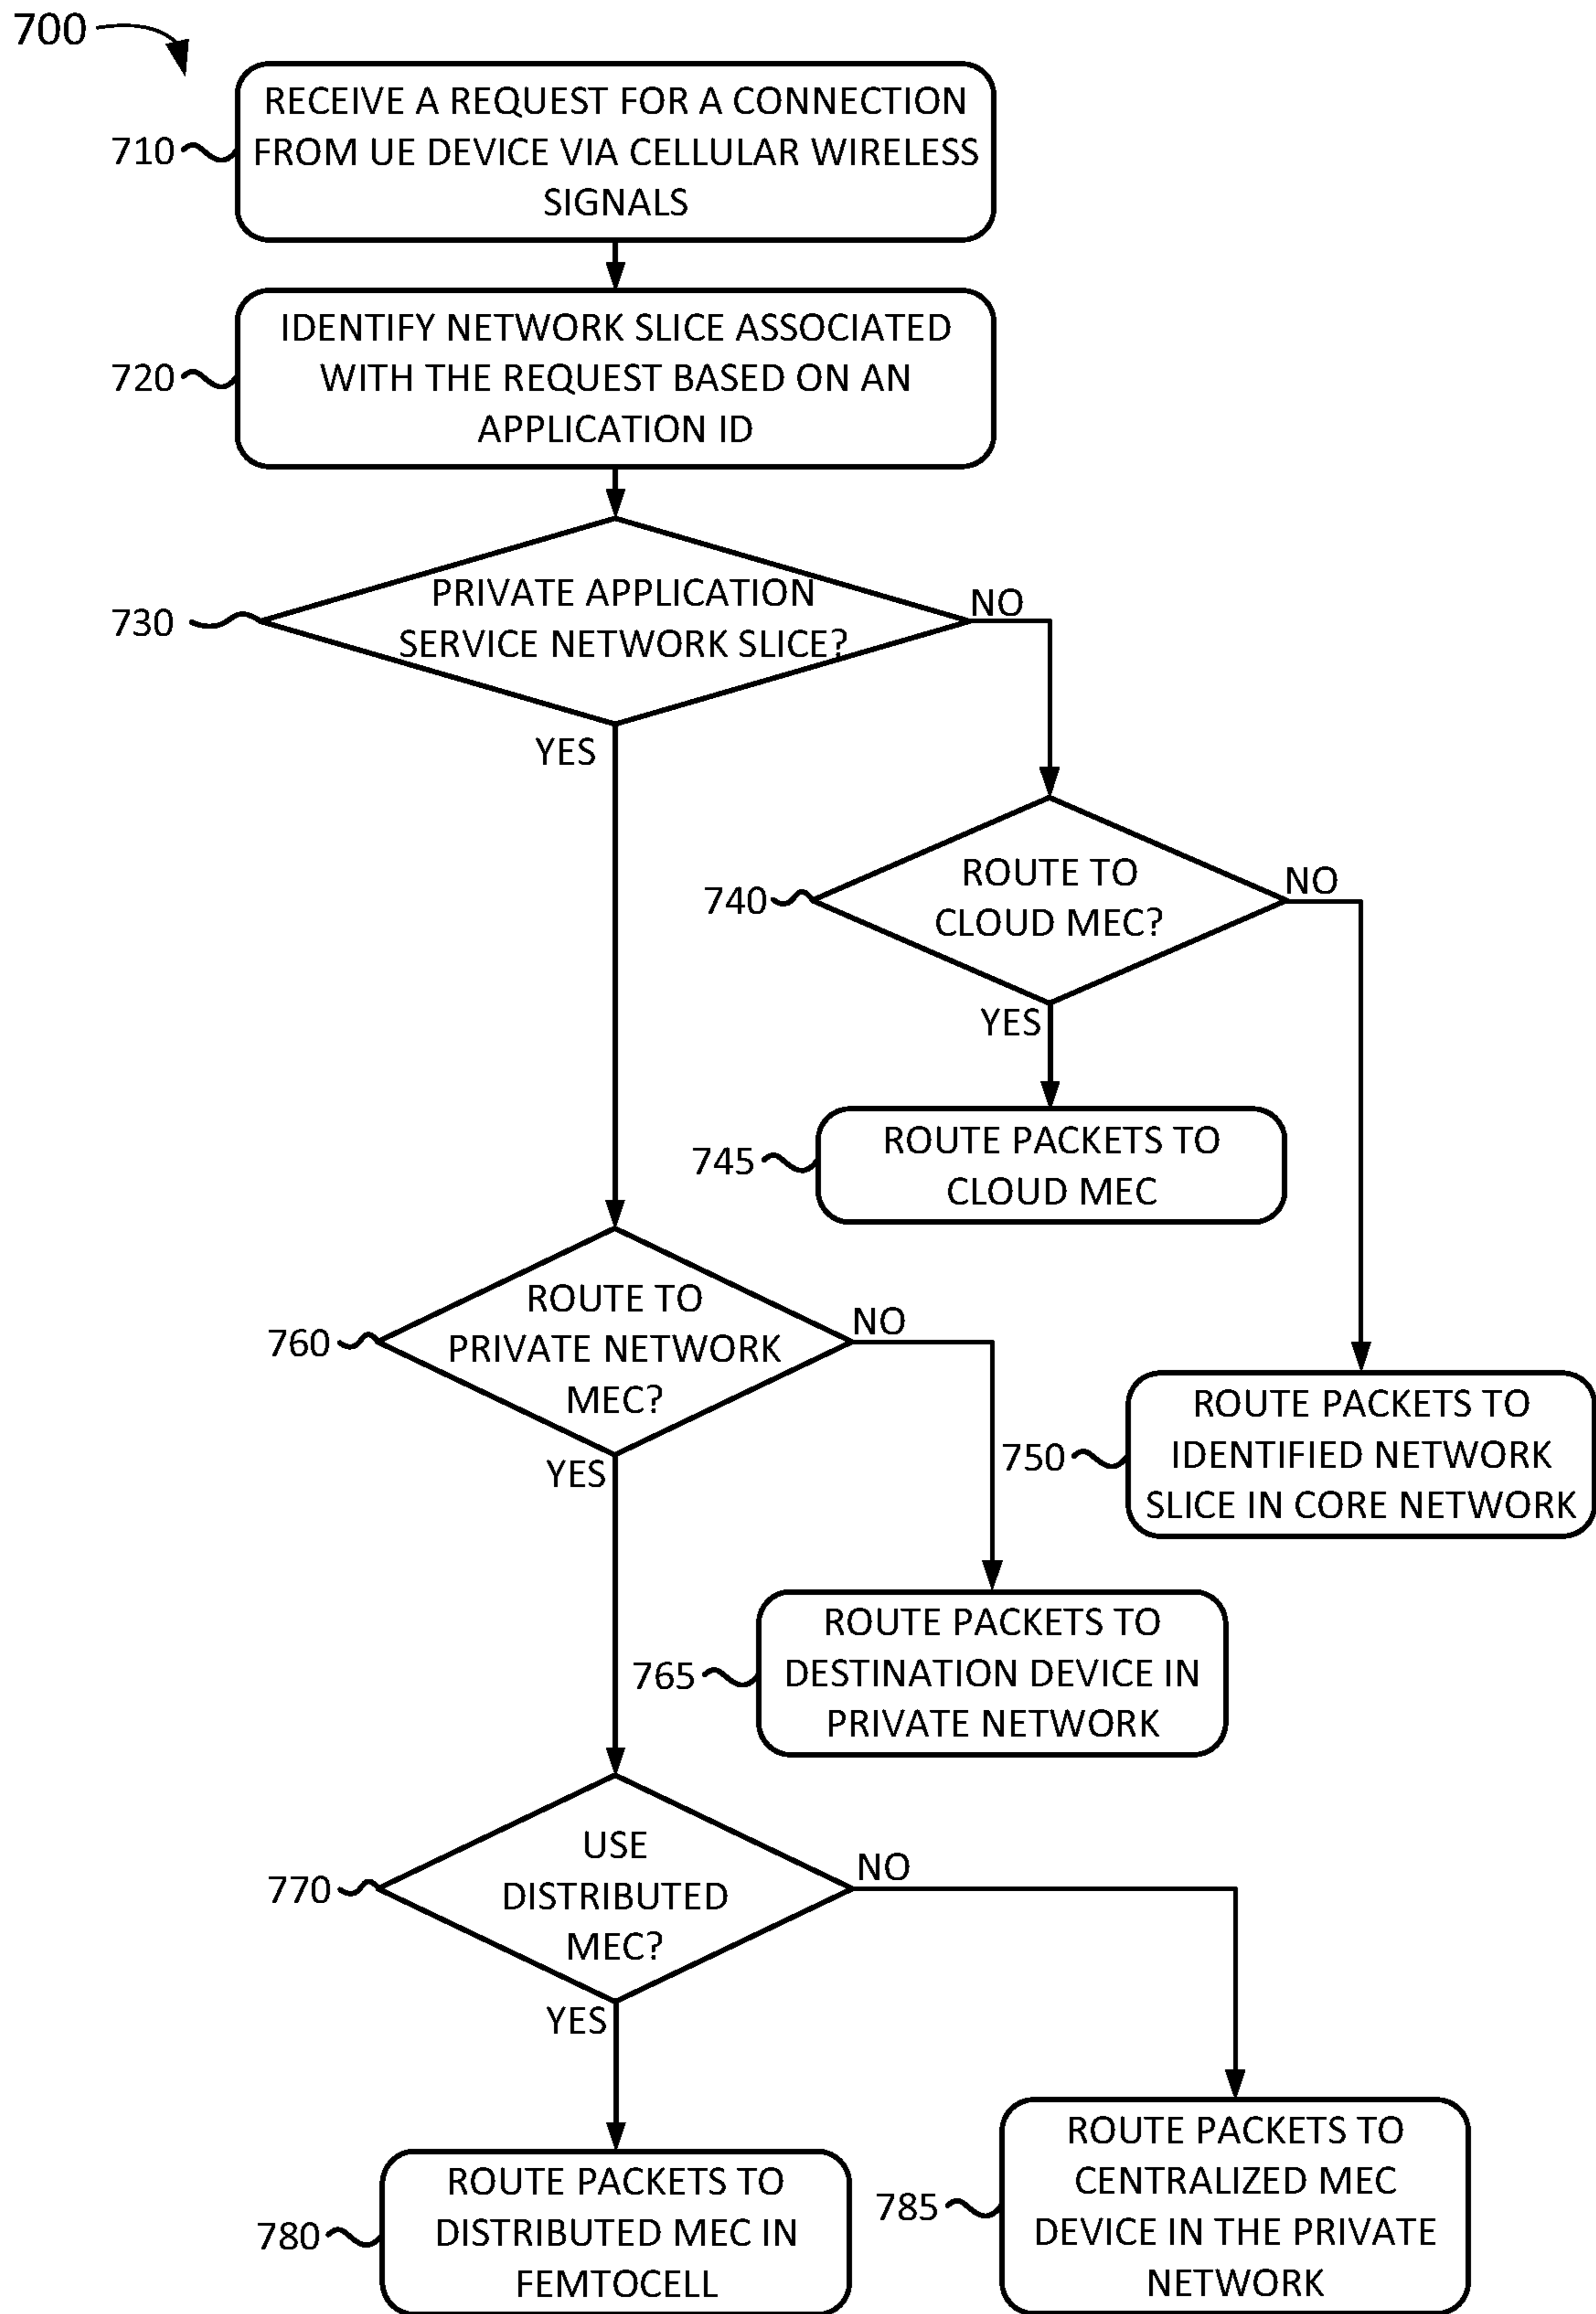 700
RECEIVE A REQUEST FOR A CONNECTION
710
FROM UE DEVICE VIA CELLULAR WIRELESS
SIGNALS
IDENTIFY NETWORK SLICE ASSOCIATED
720
WITH THE REQUEST BASED ON AN
APPLICATION ID
730
PRIVATE APPLICATION
SERVICE NETWORK SLICE?
NO
YES
740
ROUTE TO
CLOUD MEC?
NO
YES
745
ROUTE PACKETS TO
CLOUD MEC
760
ROUTE TO
PRIVATE NETWORK
MEC?
NO
YES
750
ROUTE PACKETS TO
IDENTIFIED NETWORK
SLICE IN CORE NETWORK
765
ROUTE PACKETS TO
DESTINATION DEVICE IN
PRIVATE NETWORK
770
USE
DISTRIBUTED
MEC?
NO
YES
780
ROUTE PACKETS TO
DISTRIBUTED MEC IN
FEMTOCELL
785
ROUTE PACKETS TO
CENTRALIZED MEC
DEVICE IN THE PRIVATE
NETWORK